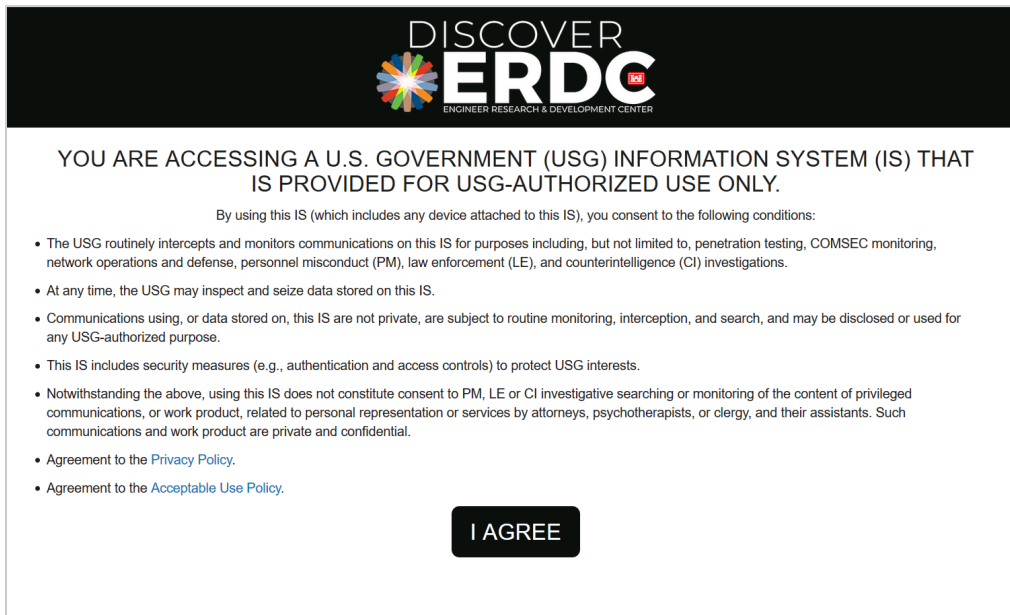 DISCOVER
ERDC
ENGINEER RESEARCH & DEVELOPMENT CENTER
YOU ARE ACCESSING A U.S. GOVERNMENT (USG) INFORMATION SYSTEM (IS) THAT
IS PROVIDED FOR USG-AUTHORIZED USE ONLY.
By using this IS (which includes any device attached to this IS), you consent to the following conditions:
• The USG routinely intercepts and monitors communications on this IS for purposes including, but not limited to, penetration testing, COMSEC monitoring,
network operations and defense, personnel misconduct (PM), law enforcement (LE), and counterintelligence (CI) investigations.
• At any time, the USG may inspect and seize data stored on this IS.
• Communications using, or data stored on, this IS are not private, are subject to routine monitoring, interception, and search, and may be disclosed or used for
any USG-authorized purpose.
• This IS includes security measures (e.g., authentication and access controls) to protect USG interests.
• Notwithstanding the above, using this IS does not constitute consent to PM, LE or CI investigative searching or monitoring of the content of privileged
communications, or work product, related to personal representation or services by attorneys, psychotherapists, or clergy, and their assistants. Such
communications and work product are private and confidential.
• Agreement to the Privacy Policy.
• Agreement to the Acceptable Use Policy.
I AGREE